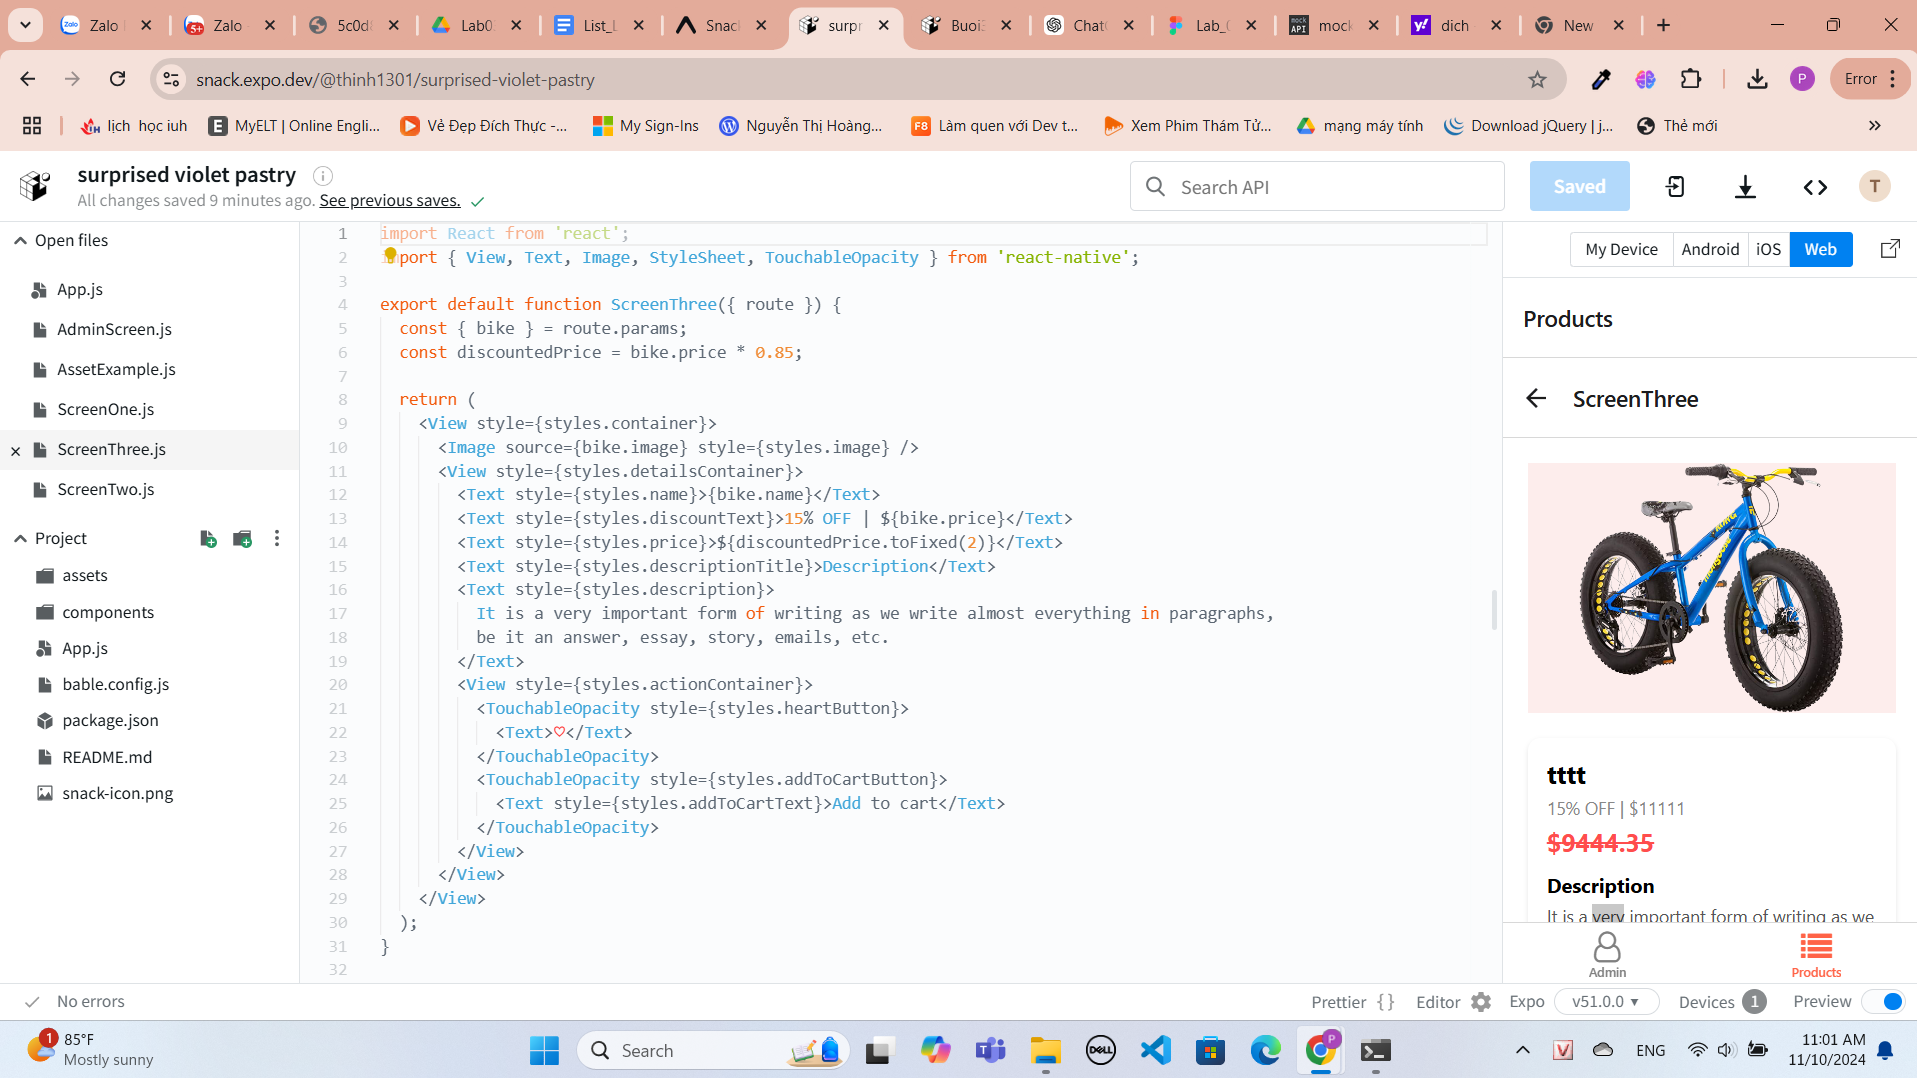 Zalo
Zalo
5c0d
Lab0
List_L
Snac
surpr
Buoi
ChatG
Lab_
mock
dich
New
snack.expo.dev/@thinh1301/surprised-violet-pastry
P
Error
lịch học iuh
MyELT | Online Engli...
Vẻ Đẹp Đích Thực -...
My Sign-Ins
Nguyễn Thị Hoàng...
Làm quen với Dev t...
Xem Phim Thám Tử...
mạng máy tính
Download jQuery | j...
Thẻ mới
surprised violet pastry
All changes saved 9 minutes ago. See previous saves.
Search API
Saved
T
Open files
App.js
AdminScreen.js
AssetExample.js
ScreenOne.js
ScreenThree.js
ScreenTwo.js
Project
assets
components
App.js
bable.config.js
package.json
README.md
snack-icon.png
1 import React from 'react';
2 import { View, Text, Image, StyleSheet, TouchableOpacity } from 'react-native';
3
4 export default function ScreenThree({ route }) {
5 const { bike } = route.params;
6 const discountedPrice = bike.price * 0.85;
7
8 return (
9 <View style={styles.container}>
10 <Image source={bike.image} style={styles.image} />
11 <View style={styles.detailsContainer}>
12 <Text style={styles.name}>{bike.name}</Text>
13 <Text style={styles.discountText}>15% OFF | ${bike.price}</Text>
14 <Text style={styles.price}>${discountedPrice.toFixed(2)}</Text>
15 <Text style={styles.descriptionTitle}>Description</Text>
16 <Text style={styles.description}>
17 It is a very important form of writing as we write almost everything in paragraphs,
18 be it an answer, essay, story, emails, etc.
19 </Text>
20 <View style={styles.actionContainer}>
21 <TouchableOpacity style={styles.heartButton}>
22 <Text>♡</Text>
23 </TouchableOpacity>
24 <TouchableOpacity style={styles.addToCartButton}>
25 <Text style={styles.addToCartText}>Add to cart</Text>
26 </TouchableOpacity>
27 </View>
28 </View>
29 </View>
30 );
31 }
32
My Device
Android
iOS
Web
Products
ScreenThree
tttt
15% OFF | $11111
$9444.35
Description
It is a very important form of writing as we
Admin
Products
No errors
Prettier { }
Editor
Expo
v51.0.0
Devices 1
Preview
1
85°F
Mostly sunny
Search
ENG
11:01 AM
11/10/2024